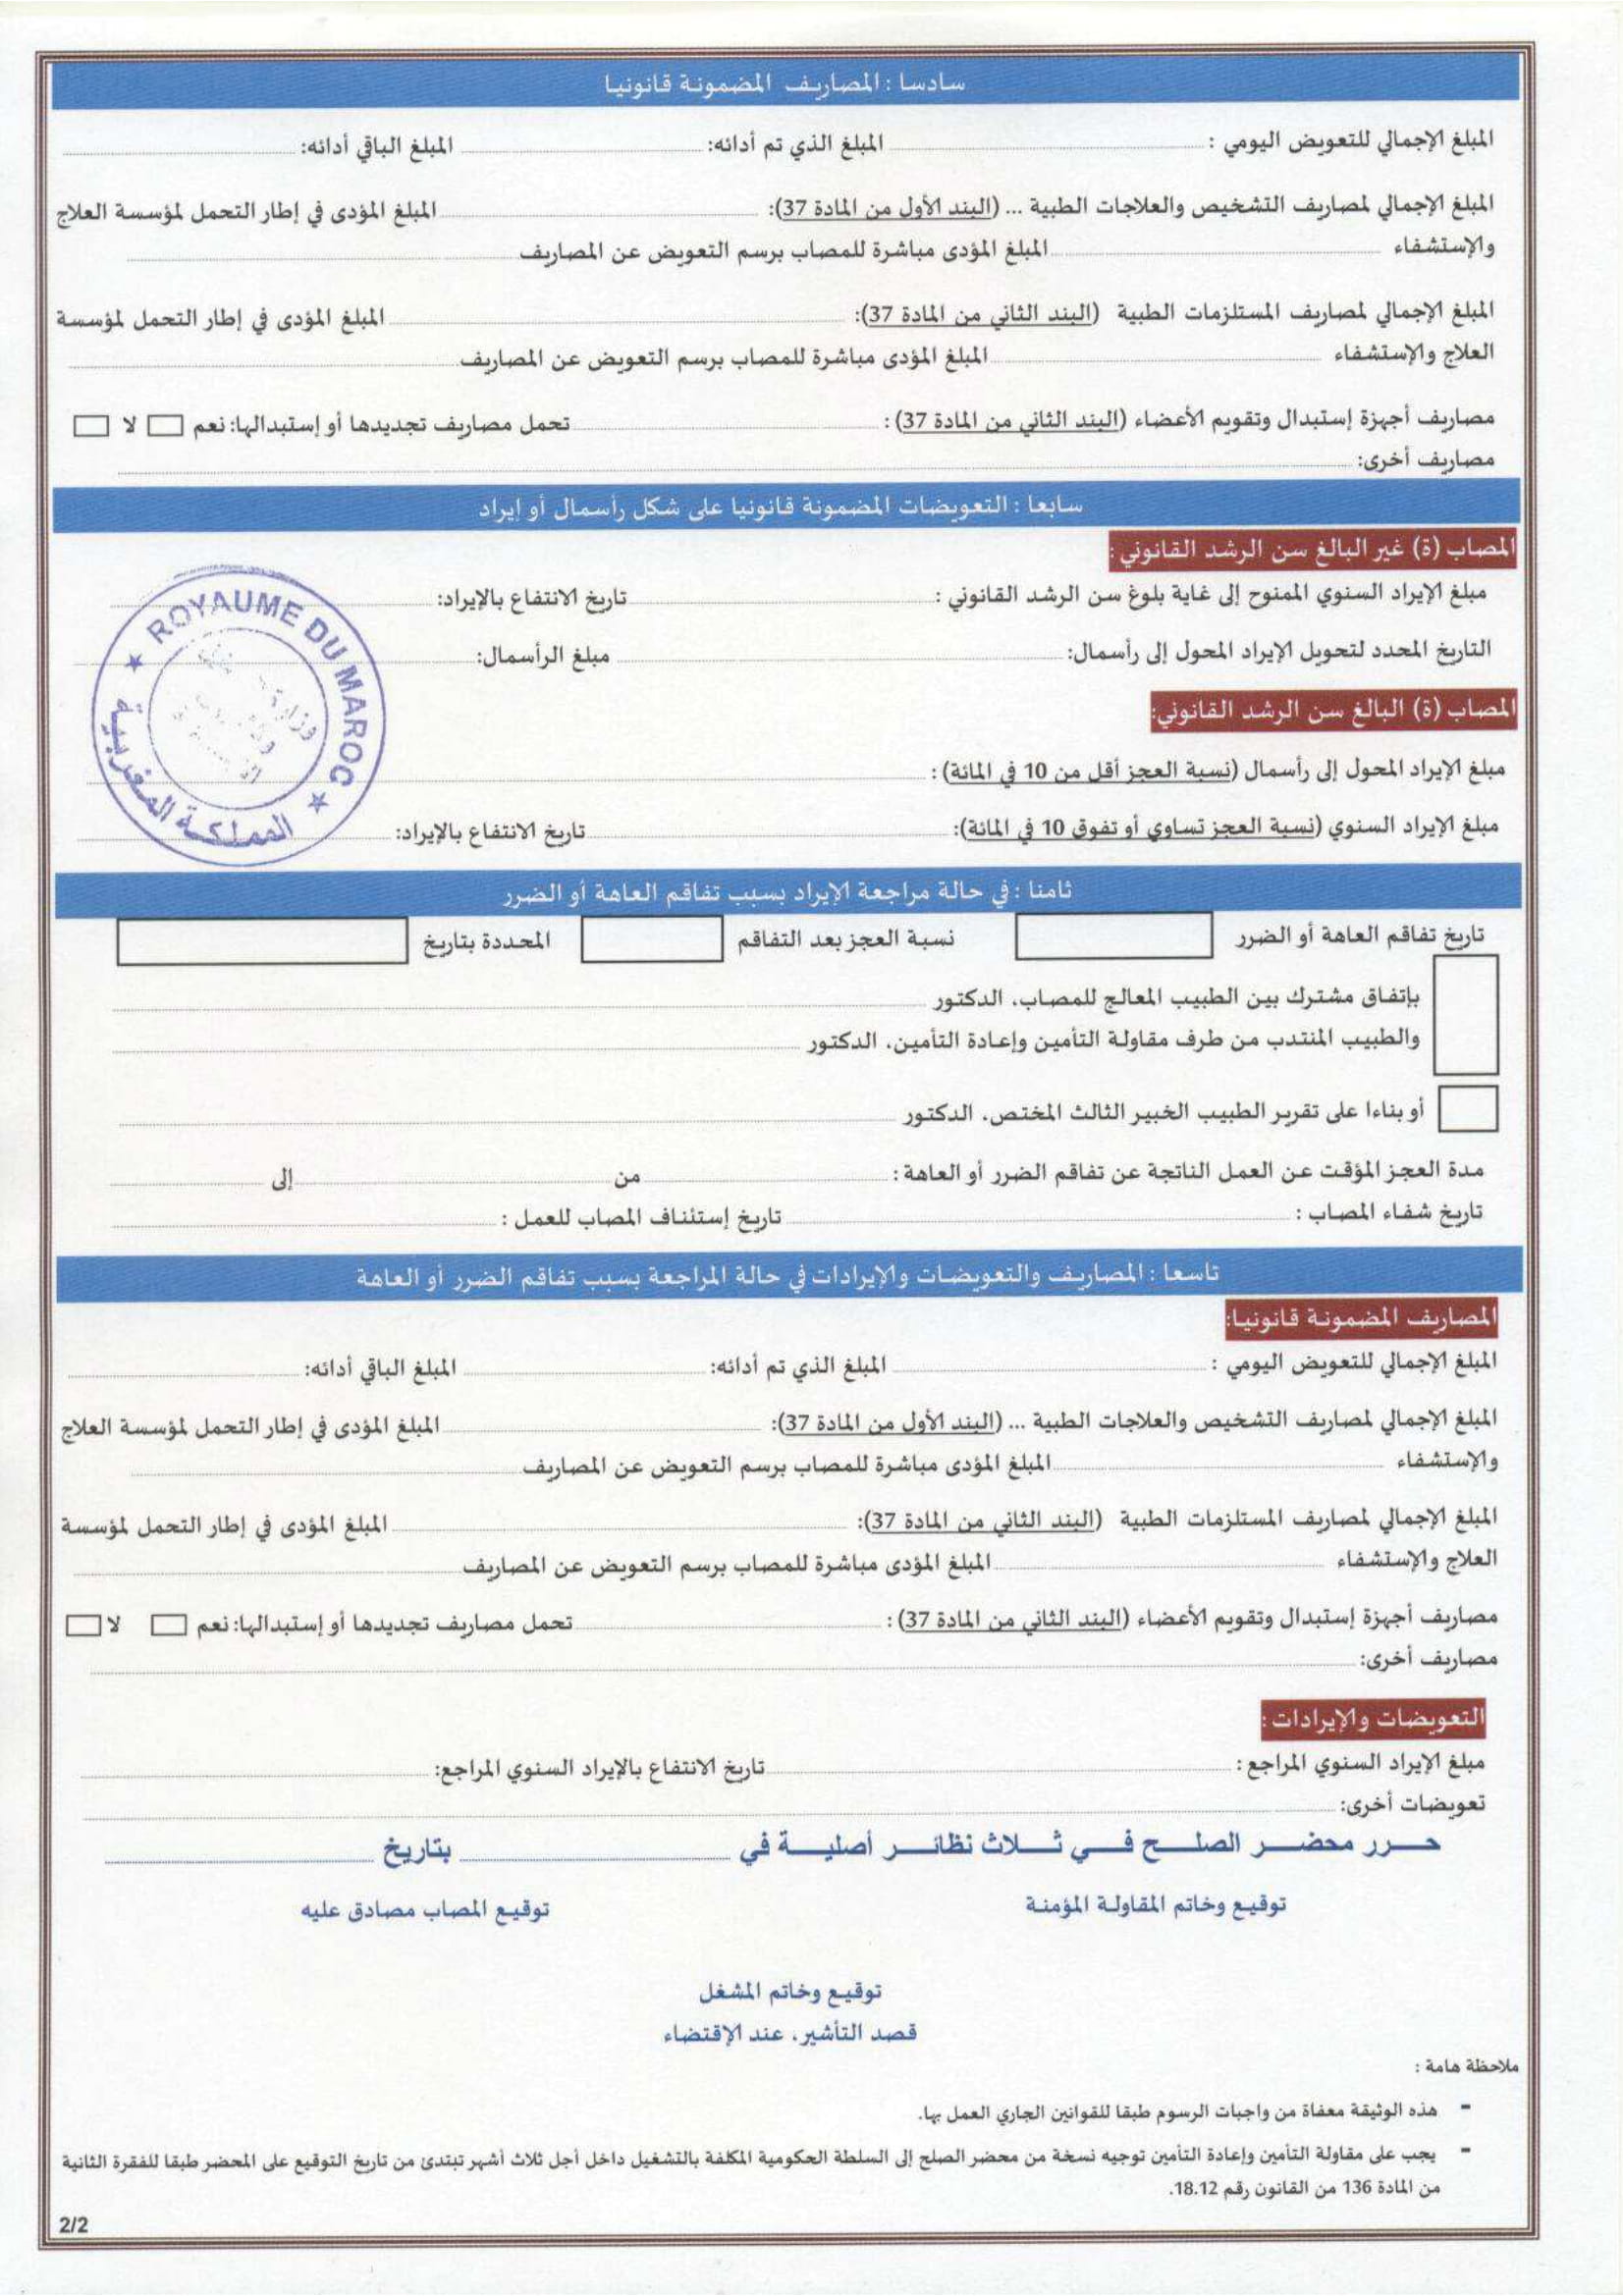 سادسا : المصاريف المضمونة قانونيا
المبلغ الإجمالي للتعويض اليومي : المبلغ الذي تم أدائه: المبلغ الباقي أدائه:
المبلغ الإجمالي لمصاريف التشخيص والعلاجات الطبية ... (البند الأول من المادة 37): المبلغ المؤدى في إطار التحمل لمؤسسة العلاج
والإستشفاء المبلغ المؤدى مباشرة للمصاب برسم التعويض عن المصاريف
المبلغ الإجمالي لمصاريف المستلزمات الطبية (البند الثاني من المادة 37): المبلغ المؤدى في إطار التحمل لمؤسسة
العلاج والإستشفاء المبلغ المؤدى مباشرة للمصاب برسم التعويض عن المصاريف
مصاريف أجهزة إستبدال وتقويم الأعضاء (البند الثاني من المادة 37) : تحمل مصاريف تجديدها أو إستبدالها: نعم لا
مصاريف أخرى:
سابعا : التعويضات المضمونة قانونيا على شكل رأسمال أو ايراد
المصاب (ة) غير البالغ سن الرشد القانوني :
مبلغ الإيراد السنوي الممنوح إلى غاية بلوغ سن الرشد القانوني : تاريخ الانتفاع بالإيراد:
التاريخ المحدد لتحويل الإيراد المحول إلى رأسمال: مبلغ الرأسمال:
ROYAUME DU MAROC
المملكة المغربية
المصاب (ة) البالغ سن الرشد القانوني:
مبلغ الإيراد المحول إلى رأسمال (نسبة العجز أقل من 10 في المائة) :
مبلغ الإيراد السنوي (نسبة العجز تساوي أو تفوق 10 في المائة): تاريخ الانتفاع بالإيراد:
ثامنا : في حالة مراجعة الإيراد بسبب تفاقم العاهة أو الضرر
تاريخ تفاقم العاهة أو الضرر نسبة العجز بعد التفاقم المحددة بتاريخ
بإتفاق مشترك بين الطبيب المعالج للمصاب، الدكتور
والطبيب المنتدب من طرف مقاولة التأمين وإعادة التأمين، الدكتور
أو بناءا على تقرير الطبيب الخبير الثالث المختص، الدكتور
مدة العجز المؤقت عن العمل الناتجة عن تفاقم الضرر أو العاهة : من إلى
تاريخ شفاء المصاب : تاريخ إستئناف المصاب للعمل :
تاسعا : المصاريف والتعويضات والإيرادات في حالة المراجعة بسبب تفاقم الضرر أو العاهة
المصاريف المضمونة قانونيا:
المبلغ الإجمالي للتعويض اليومي : المبلغ الذي تم أدائه: المبلغ الباقي أدائه:
المبلغ الإجمالي لمصاريف التشخيص والعلاجات الطبية ... (البند الأول من المادة 37): المبلغ المؤدى في إطار التحمل لمؤسسة العلاج
والإستشفاء المبلغ المؤدى مباشرة للمصاب برسم التعويض عن المصاريف
المبلغ الإجمالي لمصاريف المستلزمات الطبية (البند الثاني من المادة 37): المبلغ المؤدى في إطار التحمل لمؤسسة
العلاج والإستشفاء المبلغ المؤدى مباشرة للمصاب برسم التعويض عن المصاريف
مصاريف أجهزة إستبدال وتقويم الأعضاء (البند الثاني من المادة 37) : تحمل مصاريف تجديدها أو إستبدالها: نعم لا
مصاريف أخرى:
التعويضات والإيرادات :
مبلغ الإيراد السنوي المراجع : تاريخ الانتفاع بالإيراد السنوي المراجع:
تعويضات أخرى:
حـــرر محضـــر الصلـــح فـــي ثـــلاث نظائـــر أصليـــة في بتاريخ
توقيع وخاتم المقاولة المؤمنة توقيع المصاب مصادق عليه
توقيع وخاتم المشغل
قصد التأشير، عند الإقتضاء
ملاحظة هامة :
- هذه الوثيقة معفاة من واجبات الرسوم طبقا للقوانين الجاري العمل بها.
- يجب على مقاولة التأمين وإعادة التأمين توجيه نسخة من محضر الصلح إلى السلطة الحكومية المكلفة بالتشغيل داخل أجل ثلاث أشهر تبتدئ من تاريخ التوقيع على المحضر طبقا للفقرة الثانية
من المادة 136 من القانون رقم 18.12.
2/2